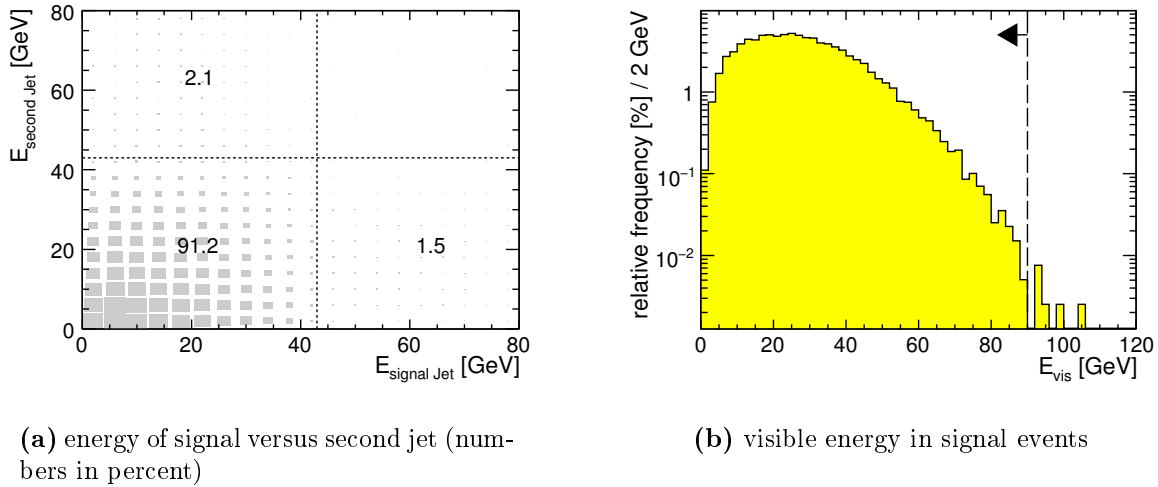 E_second Jet [GeV]
80
60
40
20
0
2.1
91.2
1.5
0 20 40 60 80
E_signal Jet [GeV]
relative frequency [%] / 2 GeV
1
10⁻¹
10⁻²
0 20 40 60 80 100 120
E_vis [GeV]
(a) energy of signal versus second jet (num-
bers in percent)
(b) visible energy in signal events